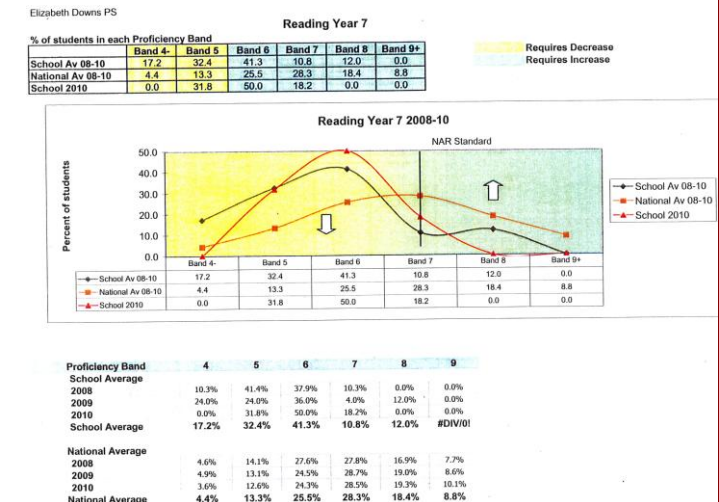 Elizabeth Downs PS
Reading Year 7
% of students in each Proficiency Band
Band 4- Band 5 Band 6 Band 7 Band 8 Band 9+
School Av 08-10 17.2 32.4 41.3 10.8 12.0 0.0
National Av 08-10 4.4 13.3 25.5 28.3 18.4 8.8
School 2010 0.0 31.8 50.0 18.2 0.0 0.0
Requires Decrease
Requires Increase
Reading Year 7 2008-10
NAR Standard
Percent of students
50.0
40.0
30.0
20.0
10.0
0.0
School Av 08-10
National Av 08-10
School 2010
Band 4- Band 5 Band 6 Band 7 Band 8 Band 9+
School Av 08-10 17.2 32.4 41.3 10.8 12.0 0.0
National Av 08-10 4.4 13.3 25.5 28.3 18.4 8.8
School 2010 0.0 31.8 50.0 18.2 0.0 0.0
Proficiency Band 4 5 6 7 8 9
School Average
2008 10.3% 41.4% 37.9% 10.3% 0.0% 0.0%
2009 24.0% 24.0% 36.0% 4.0% 12.0% 0.0%
2010 0.0% 31.8% 50.0% 18.2% 0.0% 0.0%
School Average 17.2% 32.4% 41.3% 10.8% 12.0% #DIV/0!
National Average
2008 4.6% 14.1% 27.6% 27.8% 16.9% 7.7%
2009 4.9% 13.1% 24.5% 28.7% 19.0% 8.6%
2010 3.6% 12.6% 24.3% 28.5% 19.3% 10.1%
National Average 4.4% 13.3% 25.5% 28.3% 18.4% 8.8%